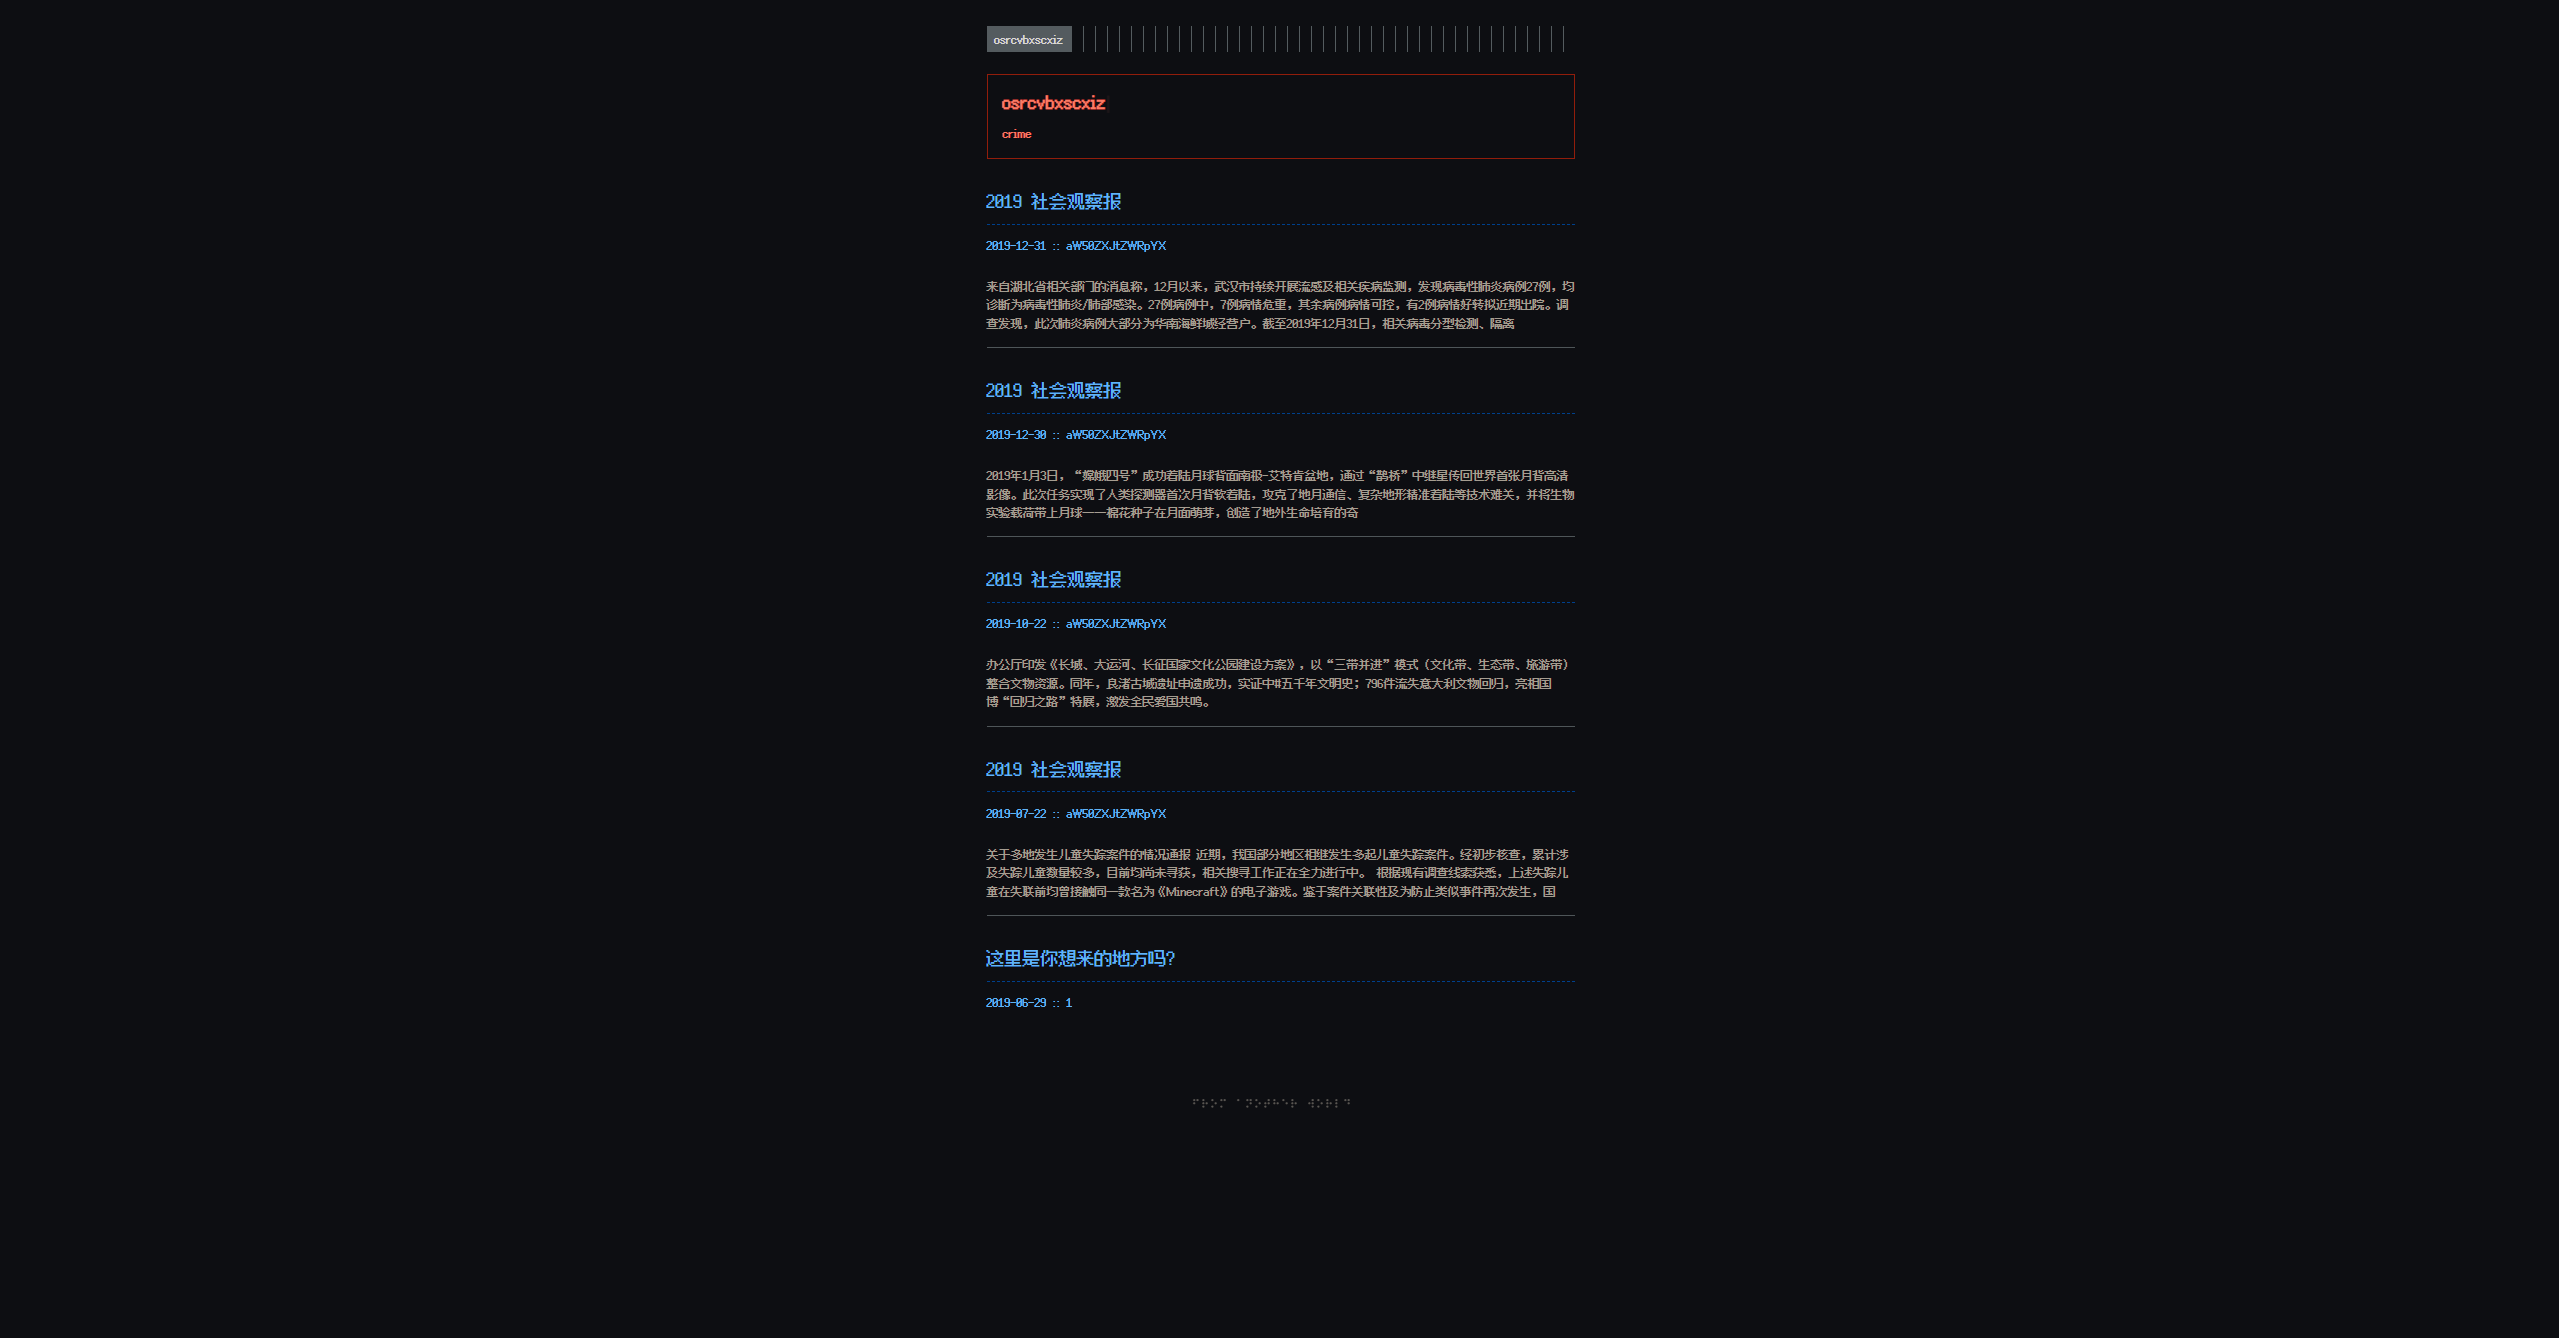 osrcvbxscxiz
osrcvbxscxiz
crime
2019 社会观察报
2019-12-31 :: aW50ZXJtZWRpYX
来自湖北省相关部门的消息称，12月以来，武汉市持续开展流感及相关疾病监测，发现病毒性肺炎病例27例，均
诊断为病毒性肺炎/肺部感染。27例病例中，7例病情危重，其余病例病情可控，有2例病情好转拟近期出院。调
查发现，此次肺炎病例大部分为华南海鲜城经营户。截至2019年12月31日，相关病毒分型检测、隔离
2019 社会观察报
2019-12-30 :: aW50ZXJtZWRpYX
2019年1月3日，“嫦娥四号”成功着陆月球背面南极-艾特肯盆地，通过“鹊桥”中继星传回世界首张月背高清
影像。此次任务实现了人类探测器首次月背软着陆，攻克了地月通信、复杂地形精准着陆等技术难关，并将生物
实验载荷带上月球——棉花种子在月面萌芽，创造了地外生命培育的奇
2019 社会观察报
2019-10-22 :: aW50ZXJtZWRpYX
办公厅印发《长城、大运河、长征国家文化公园建设方案》，以“三带并进”模式（文化带、生态带、旅游带）
整合文物资源。同年，良渚古城遗址申遗成功，实证中#五千年文明史；796件流失意大利文物回归，亮相国
博“回归之路”特展，激发全民爱国共鸣。
2019 社会观察报
2019-07-22 :: aW50ZXJtZWRpYX
关于多地发生儿童失踪案件的情况通报 近期，我国部分地区相继发生多起儿童失踪案件。经初步核查，累计涉
及失踪儿童数量较多，目前均尚未寻获，相关搜寻工作正在全力进行中。 根据现有调查线索获悉，上述失踪儿
童在失联前均曾接触同一款名为《Minecraft》的电子游戏。鉴于案件关联性及为防止类似事件再次发生，国
这里是你想来的地方吗?
2019-06-29 :: 1
⠋⠗⠕⠍ ⠁⠝⠕⠞⠓⠑⠗ ⠺⠕⠗⠇⠙